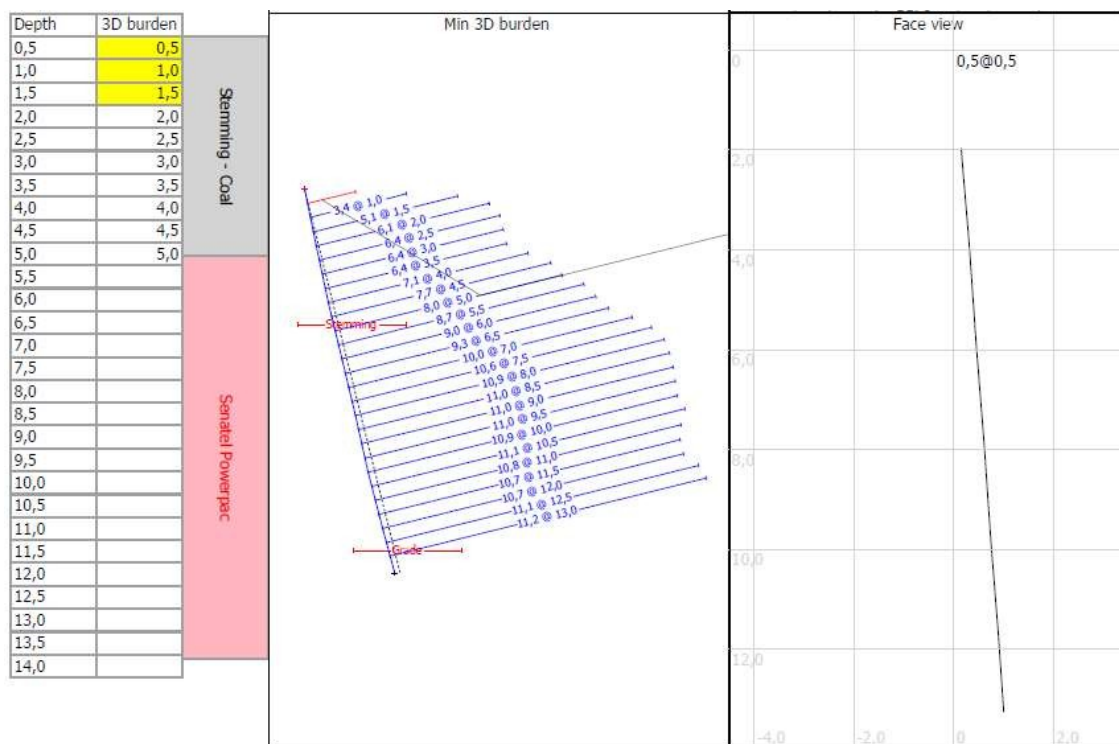 Depth 3D burden
0,5 0,5
1,0 1,0
1,5 1,5
2,0 2,0
2,5 2,5
3,0 3,0
3,5 3,5
4,0 4,0
4,5 4,5
5,0 5,0
5,5
6,0
6,5
7,0
7,5
8,0
8,5
9,0
9,5
10,0
10,5
11,0
11,5
12,0
12,5
13,0
13,5
14,0
Stemming - Coal
Senatel Powerpac
Min 3D burden
3,4 @ 1,0
5,1 @ 1,5
6,1 @ 2,0
6,4 @ 2,5
6,4 @ 3,0
6,4 @ 3,5
7,1 @ 4,0
7,7 @ 4,5
8,0 @ 5,0
8,7 @ 5,5
9,0 @ 6,0
9,3 @ 6,5
10,0 @ 7,0
10,6 @ 7,5
10,9 @ 8,0
11,0 @ 8,5
11,0 @ 9,0
11,0 @ 9,5
10,9 @ 10,0
11,1 @ 10,5
10,8 @ 11,0
10,7 @ 11,5
10,7 @ 12,0
11,1 @ 12,5
11,2 @ 13,0
Stemming
Grade
Face view
0,5@0,5
0
2,0
4,0
6,0
8,0
10,0
12,0
-4,0 -2,0 0 2,0